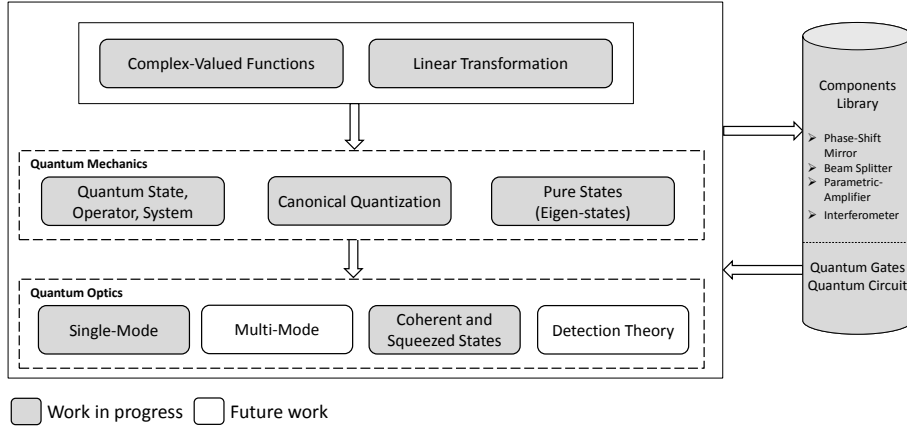 Complex-Valued Functions
Linear Transformation
Quantum Mechanics
Quantum State,
Operator, System
Canonical Quantization
Pure States
(Eigen-states)
Quantum Optics
Single-Mode
Multi-Mode
Coherent and
Squeezed States
Detection Theory
Components
Library
➢ Phase-Shift
Mirror
➢ Beam Splitter
➢ Parametric-
Amplifier
➢ Interferometer
Quantum Gates
Quantum Circuit
Work in progress
Future work